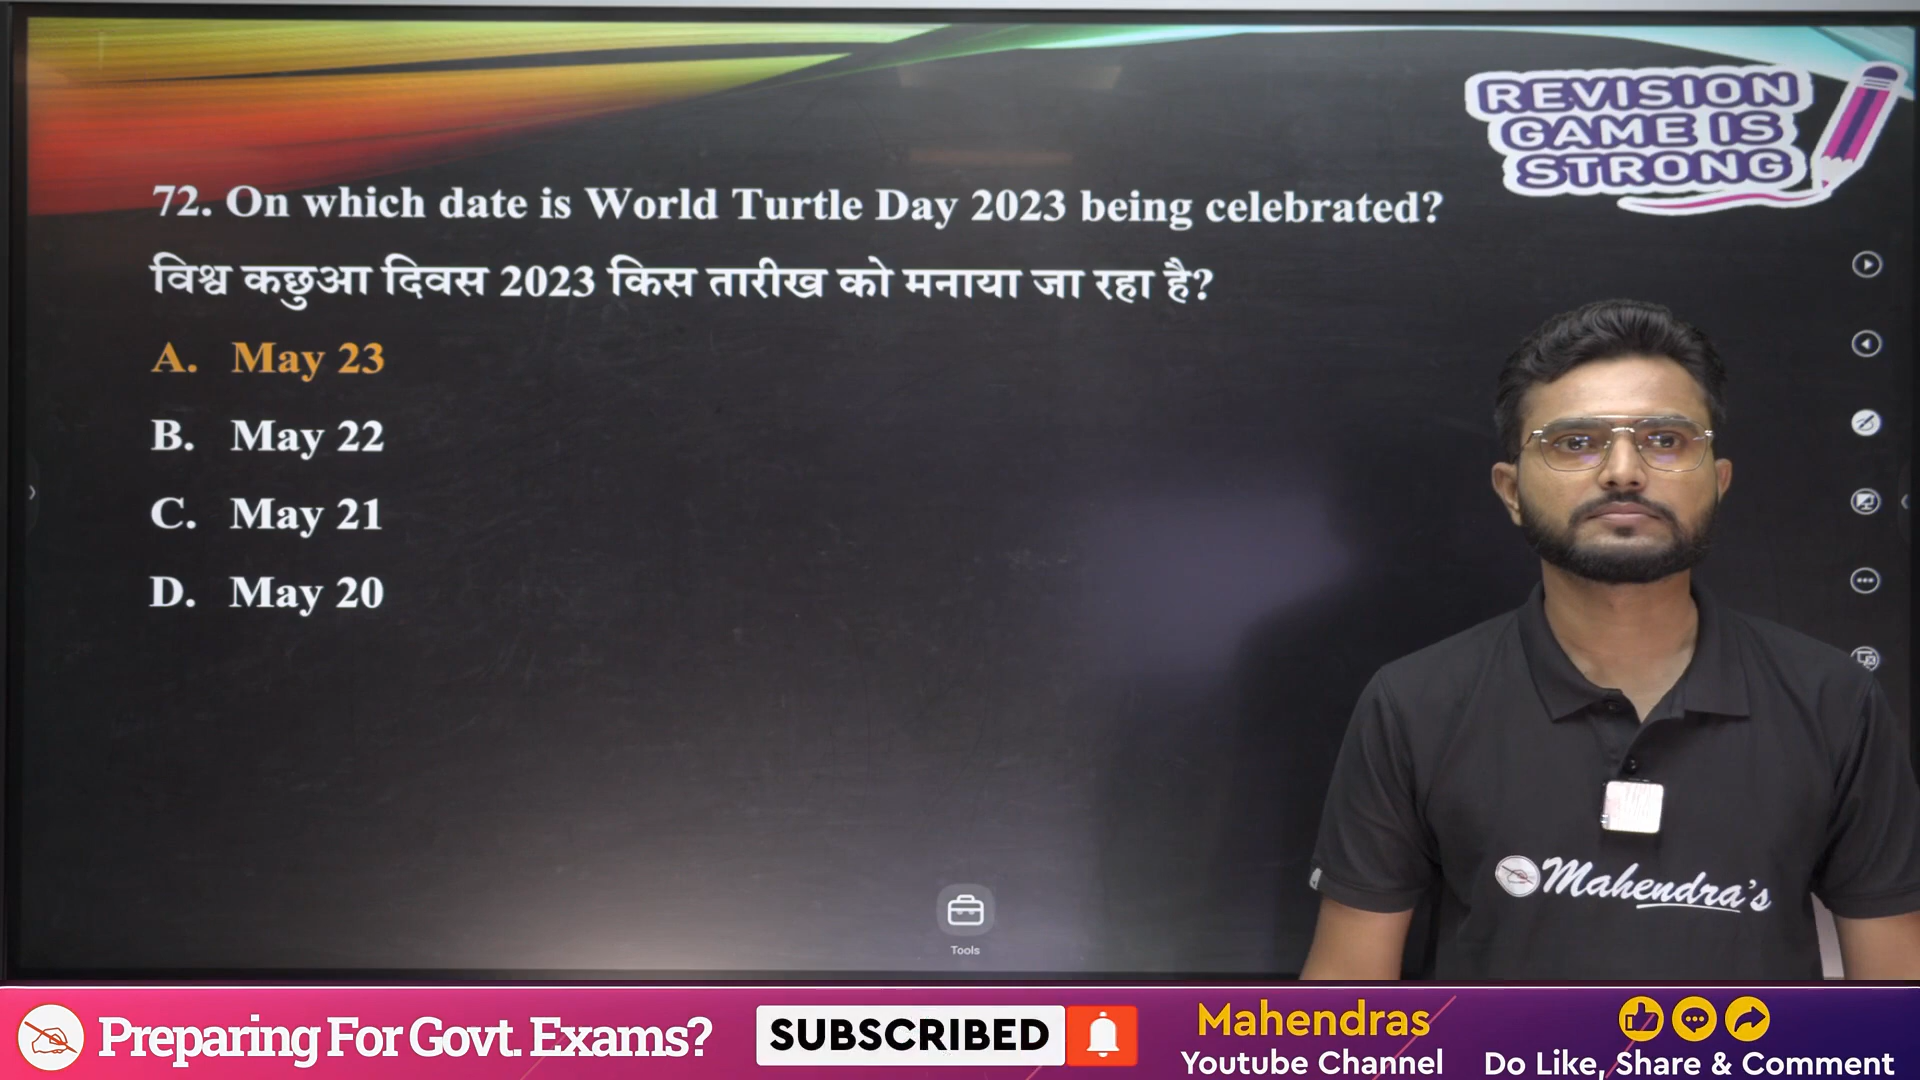 REVISION
GAME IS
STRONG
72. On which date is World Turtle Day 2023 being celebrated?
विश्व कछुआ दिवस 2023 किस तारीख को मनाया जा रहा है?
A. May 23
B. May 22
C. May 21
D. May 20
Mahendra's
Tools
Preparing For Govt. Exams?
SUBSCRIBED
Mahendras
Youtube Channel
Do Like, Share & Comment